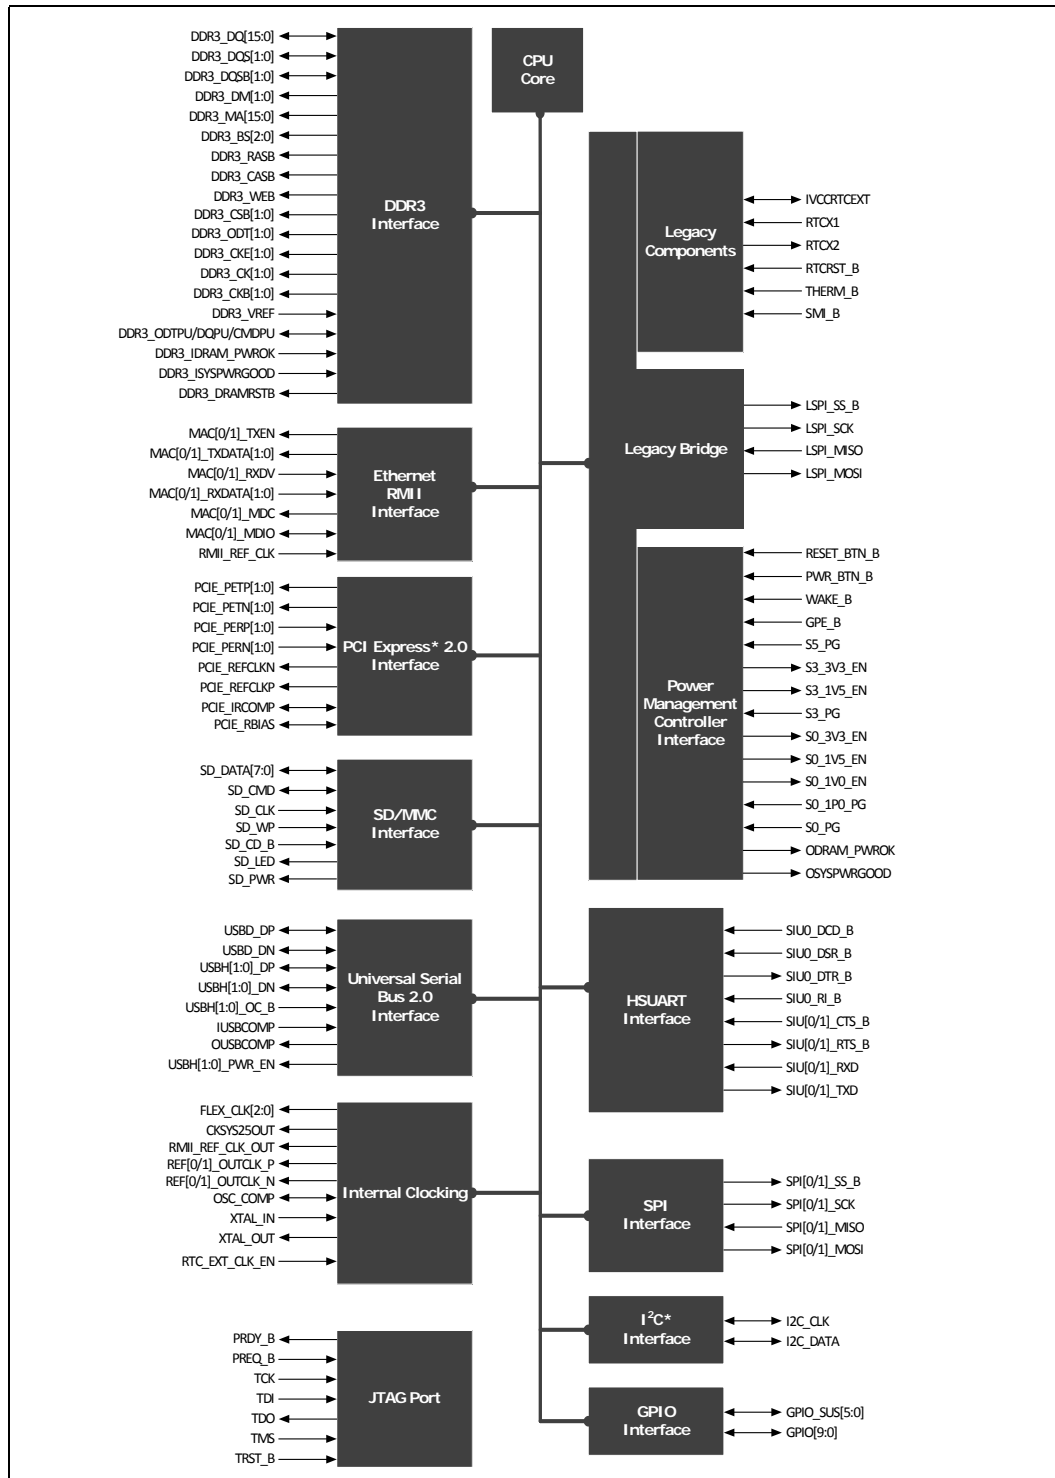 DDR3_DQ[15:0]
DDR3_DQS[1:0]
DDR3_DQSB[1:0]
DDR3_DM[1:0]
DDR3_MA[15:0]
DDR3_BS[2:0]
DDR3_RASB
DDR3_CASB
DDR3_WEB
DDR3_CSB[1:0]
DDR3_ODT[1:0]
DDR3_CKE[1:0]
DDR3_CK[1:0]
DDR3_CKB[1:0]
DDR3_VREF
DDR3_ODTPU/DQPU/CMDPU
DDR3_IDRAM_PWROK
DDR3_ISYSPWRGOOD
DDR3_DRAMRSTB
DDR3
Interface
MAC[0/1]_TXEN
MAC[0/1]_TXDATA[1:0]
MAC[0/1]_RXDV
MAC[0/1]_RXDATA[1:0]
MAC[0/1]_MDC
MAC[0/1]_MDIO
RMII_REF_CLK
Ethernet
RMII
Interface
PCIE_PETP[1:0]
PCIE_PETN[1:0]
PCIE_PERP[1:0]
PCIE_PERN[1:0]
PCIE_REFCLKN
PCIE_REFCLKP
PCIE_IRCOMP
PCIE_RBIAS
PCI Express* 2.0
Interface
SD_DATA[7:0]
SD_CMD
SD_CLK
SD_WP
SD_CD_B
SD_LED
SD_PWR
SD/MMC
Interface
USBD_DP
USBD_DN
USBH[1:0]_DP
USBH[1:0]_DN
USBH[1:0]_OC_B
IUSBCOMP
OUSBCOMP
USBH[1:0]_PWR_EN
Universal Serial
Bus 2.0
Interface
FLEX_CLK[2:0]
CKSYS25OUT
RMII_REF_CLK_OUT
REF[0/1]_OUTCLK_P
REF[0/1]_OUTCLK_N
OSC_COMP
XTAL_IN
XTAL_OUT
RTC_EXT_CLK_EN
Internal Clocking
PRDY_B
PREQ_B
TCK
TDI
TDO
TMS
TRST_B
JTAG Port
CPU
Core
Legacy
Components
IVCCRTCEXT
RTCX1
RTCX2
RTCRST_B
THERM_B
SMI_B
Legacy Bridge
LSPI_SS_B
LSPI_SCK
LSPI_MISO
LSPI_MOSI
Power
Management
Controller
Interface
RESET_BTN_B
PWR_BTN_B
WAKE_B
GPE_B
S5_PG
S3_3V3_EN
S3_1V5_EN
S3_PG
S0_3V3_EN
S0_1V5_EN
S0_1V0_EN
S0_1P0_PG
S0_PG
ODRAM_PWROK
OSYSPWRGOOD
HSUART
Interface
SIU0_DCD_B
SIU0_DSR_B
SIU0_DTR_B
SIU0_RI_B
SIU[0/1]_CTS_B
SIU[0/1]_RTS_B
SIU[0/1]_RXD
SIU[0/1]_TXD
SPI
Interface
SPI[0/1]_SS_B
SPI[0/1]_SCK
SPI[0/1]_MISO
SPI[0/1]_MOSI
I²C*
Interface
I2C_CLK
I2C_DATA
GPIO
Interface
GPIO_SUS[5:0]
GPIO[9:0]